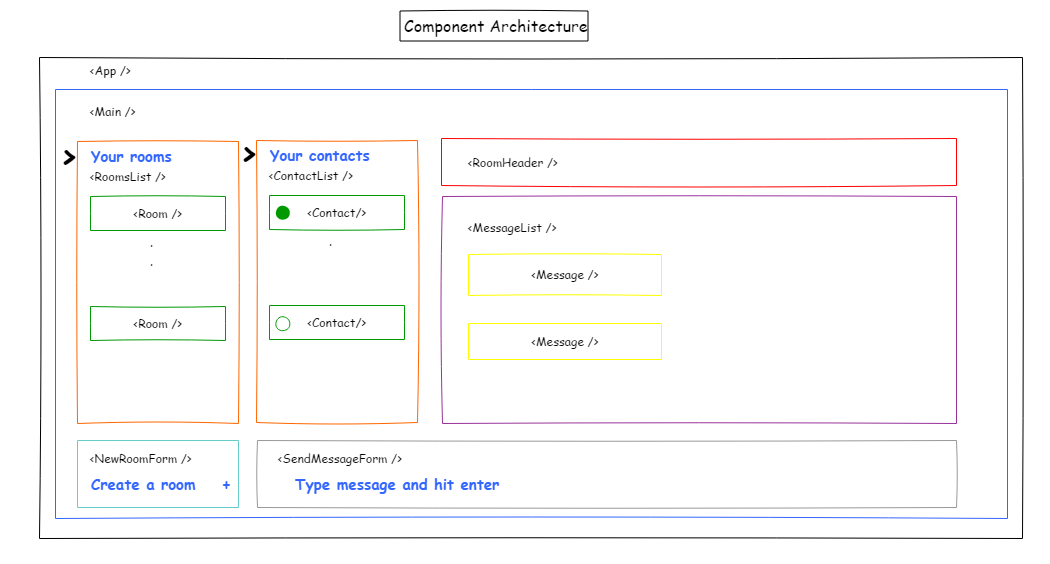 Component Architecture
<App />
<Main />
Your rooms
<RoomsList />
<Room />
.
.
<Room />
Your contacts
<ContactList />
<Contact/>
.
<Contact/>
<RoomHeader />
<MessageList />
<Message />
<Message />
<NewRoomForm />
Create a room +
<SendMessageForm />
Type message and hit enter